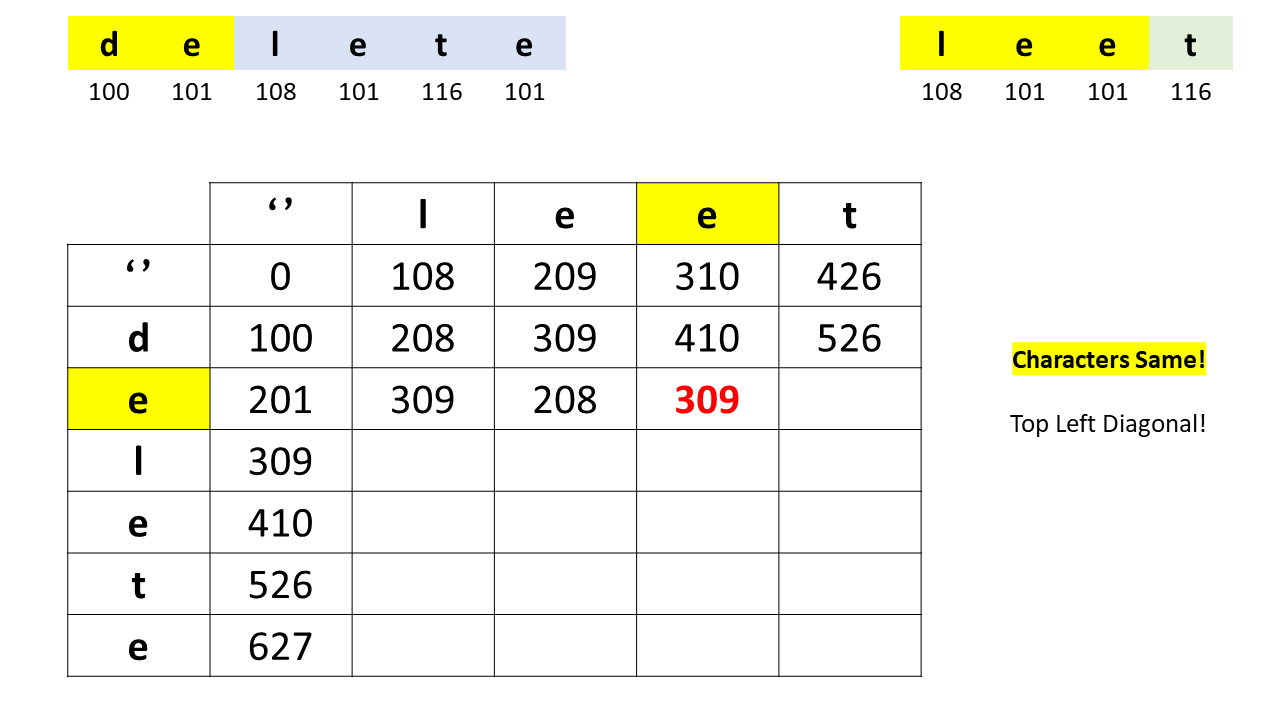 d e l e t e l e e t
100 101 108 101 116 101 108 101 101 116
‘’ l e e t
‘’ 0 108 209 310 426
d 100 208 309 410 526
Characters Same!
e 201 309 208 309
Top Left Diagonal!
l 309
e 410
t 526
e 627